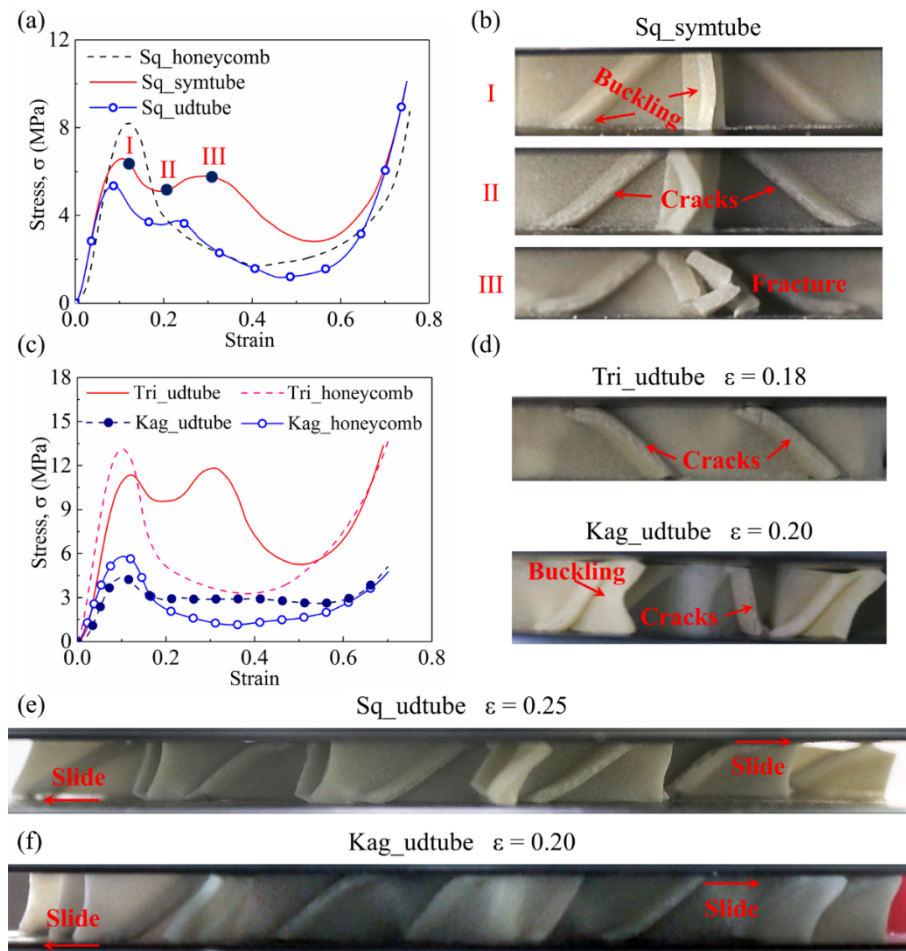 (a)
12
8
4
0
0.0
0.2
0.4
0.6
0.8
Stress, σ (MPa)
Strain
Sq_honeycomb
Sq_symtube
Sq_udtube
I
II
III
(b)
Sq_symtube
I
Buckling
II
Cracks
III
Fracture
(c)
18
15
12
9
6
3
0
0.0
0.2
0.4
0.6
0.8
Stress, σ (MPa)
Strain
Tri_udtube
Tri_honeycomb
Kag_udtube
Kag_honeycomb
(d)
Tri_udtube ε = 0.18
Cracks
Kag_udtube ε = 0.20
Buckling
Cracks
(e)
Sq_udtube ε = 0.25
Slide
Slide
(f)
Kag_udtube ε = 0.20
Slide
Slide